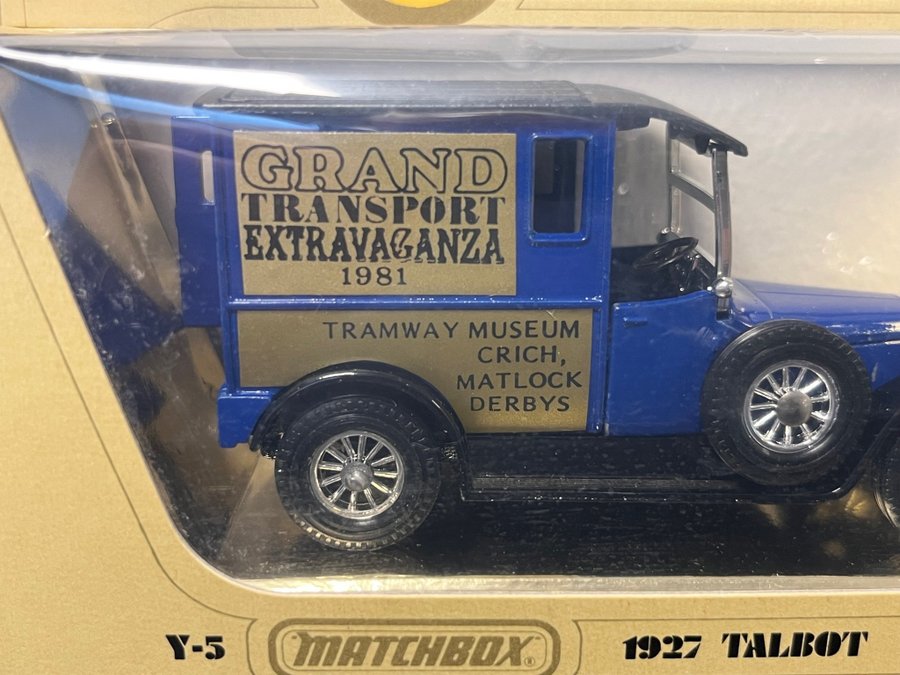 GRAND
TRANSPORT
EXTRAVAGANZA
1981
TRAMWAY MUSEUM
CRICH,
MATLOCK
DERBYS
Y-5
"MATCHBOX"®
1927 TALBOT